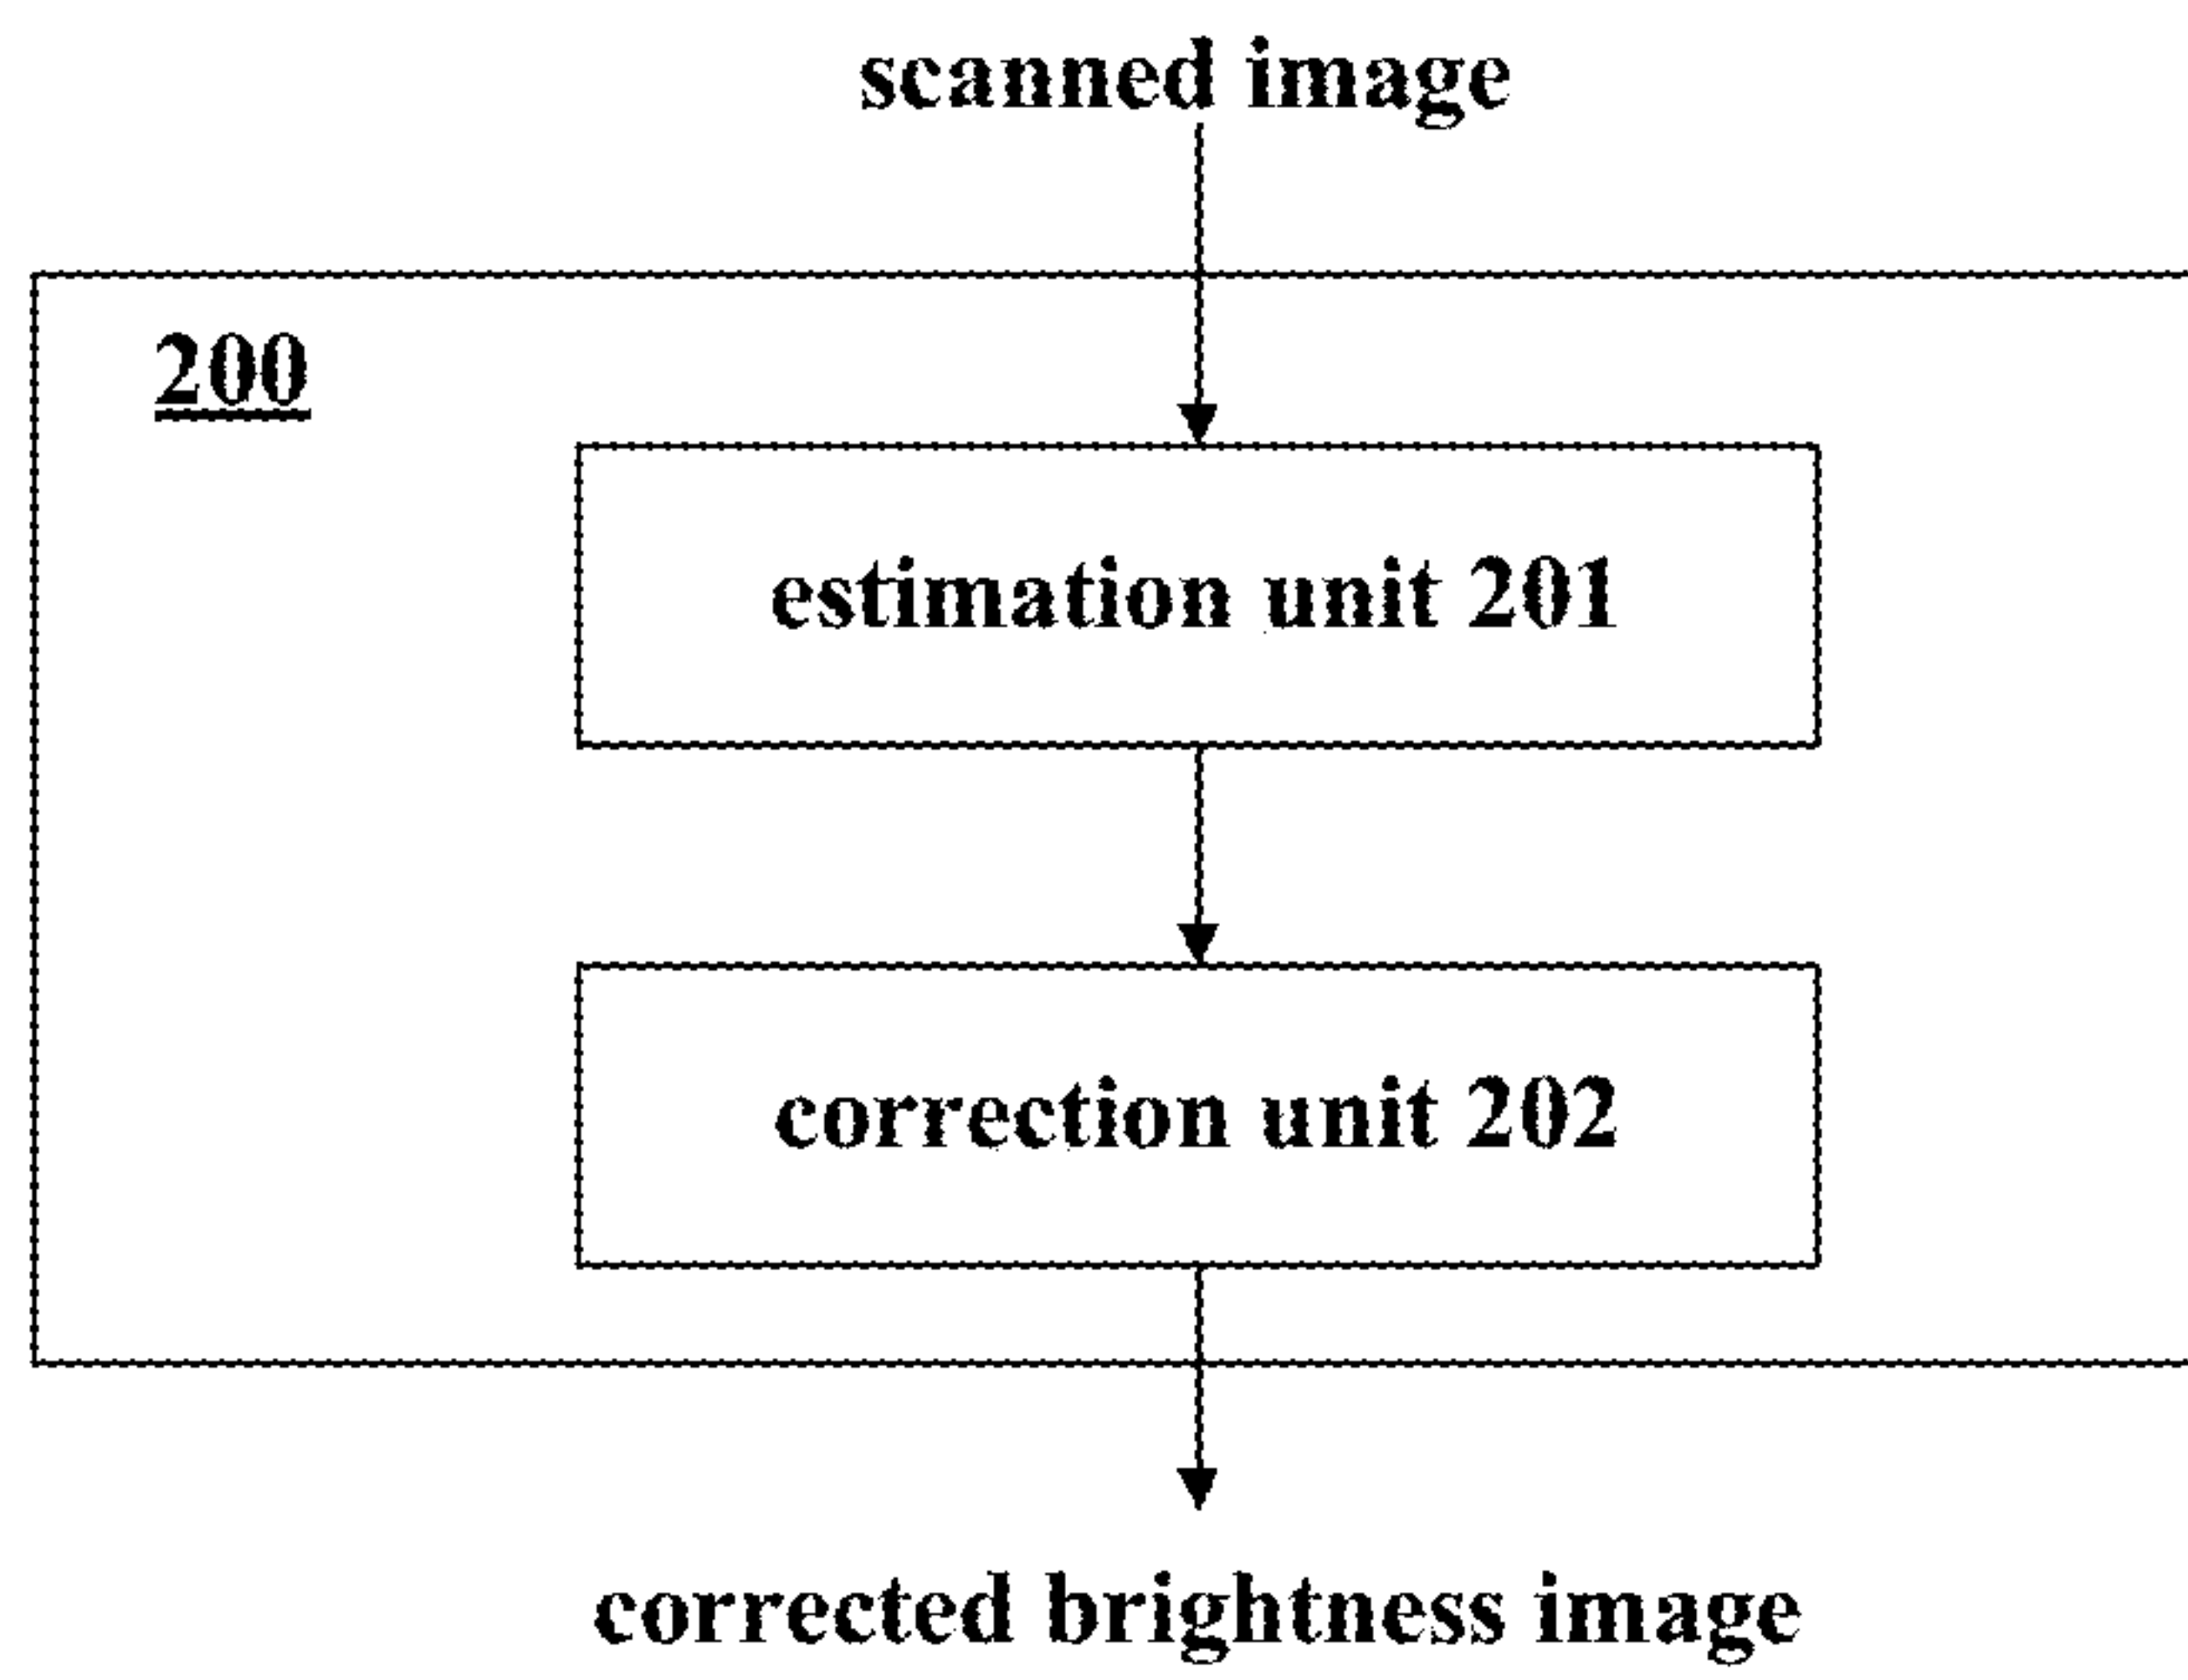 scanned image
200
estimation unit 201
correction unit 202
corrected brightness image